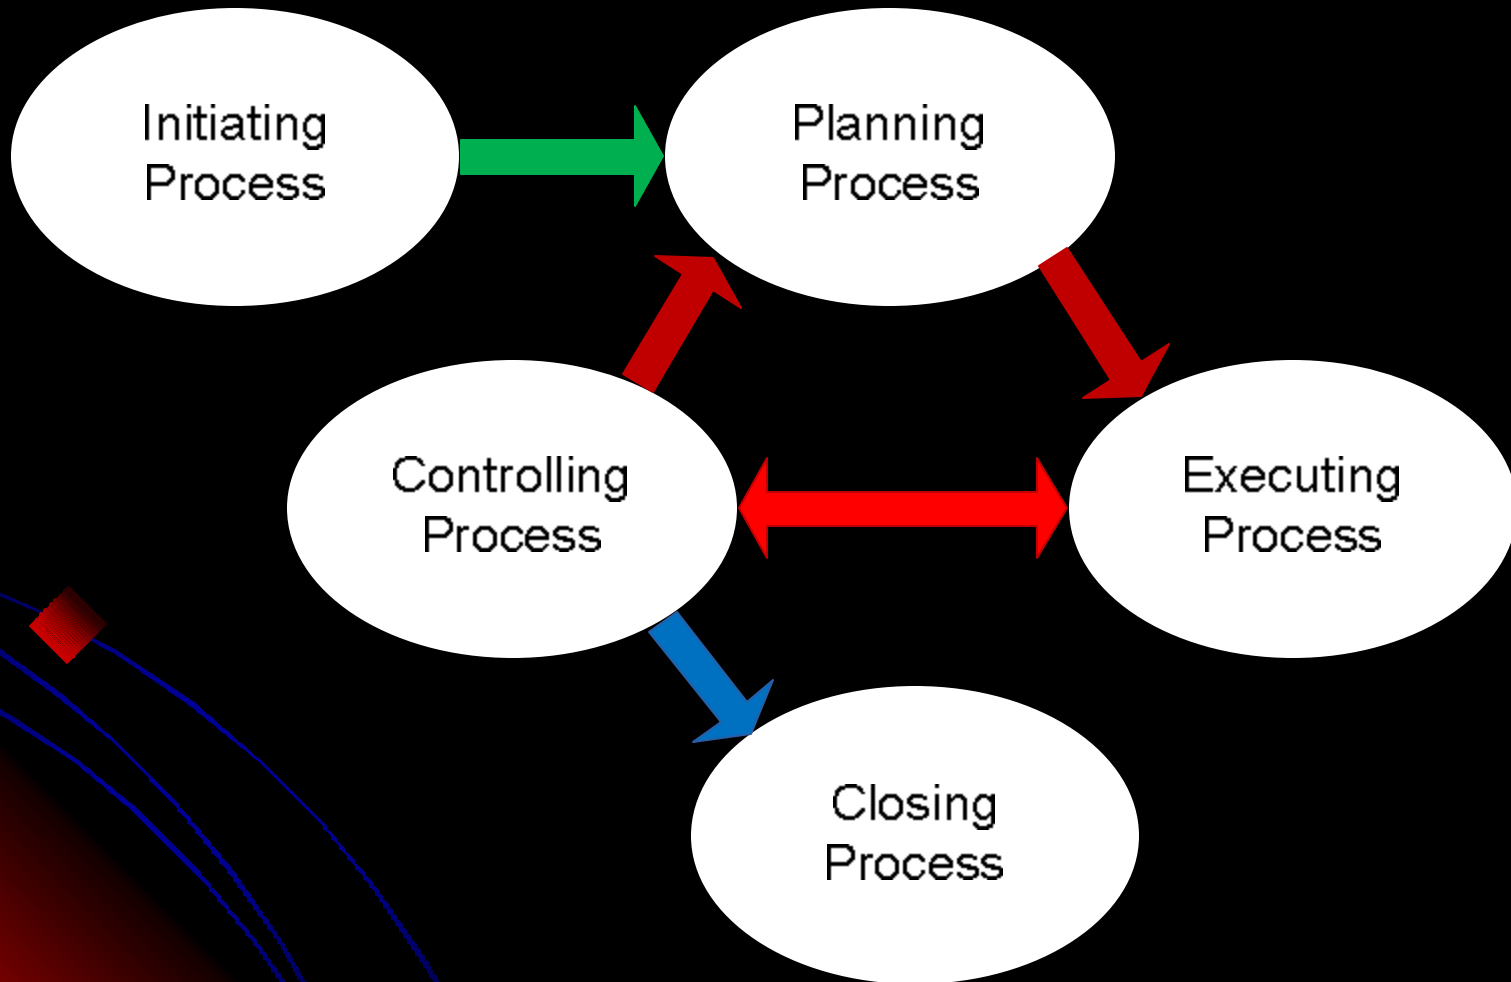 Initiating
Process
Planning
Process
Controlling
Process
Executing
Process
Closing
Process